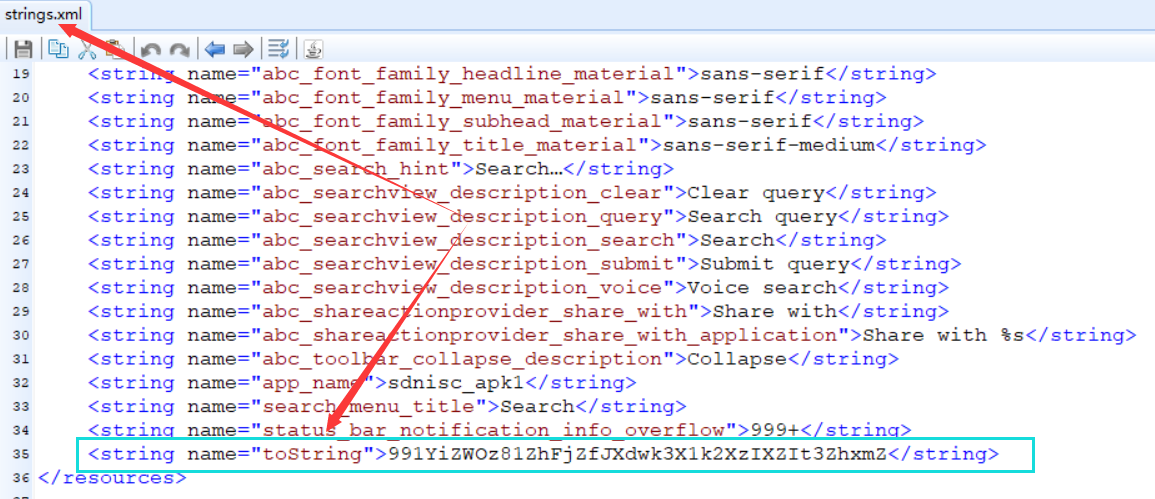 strings.xml
19 <string name="abc_font_family_headline_material">sans-serif</string>
20 <string name="abc_font_family_menu_material">sans-serif</string>
21 <string name="abc_font_family_subhead_material">sans-serif</string>
22 <string name="abc_font_family_title_material">sans-serif-medium</string>
23 <string name="abc_search_hint">Search…</string>
24 <string name="abc_searchview_description_clear">Clear query</string>
25 <string name="abc_searchview_description_query">Search query</string>
26 <string name="abc_searchview_description_search">Search</string>
27 <string name="abc_searchview_description_submit">Submit query</string>
28 <string name="abc_searchview_description_voice">Voice search</string>
29 <string name="abc_shareactionprovider_share_with">Share with</string>
30 <string name="abc_shareactionprovider_share_with_application">Share with %s</string>
31 <string name="abc_toolbar_collapse_description">Collapse</string>
32 <string name="app_name">sdnisc_apk1</string>
33 <string name="search_menu_title">Search</string>
34 <string name="status_bar_notification_info_overflow">999+</string>
35 <string name="toString">991YiZWOz81ZhFjZfJXdwk3X1k2XzIXZIt3ZhxmZ</string>
36 </resources>